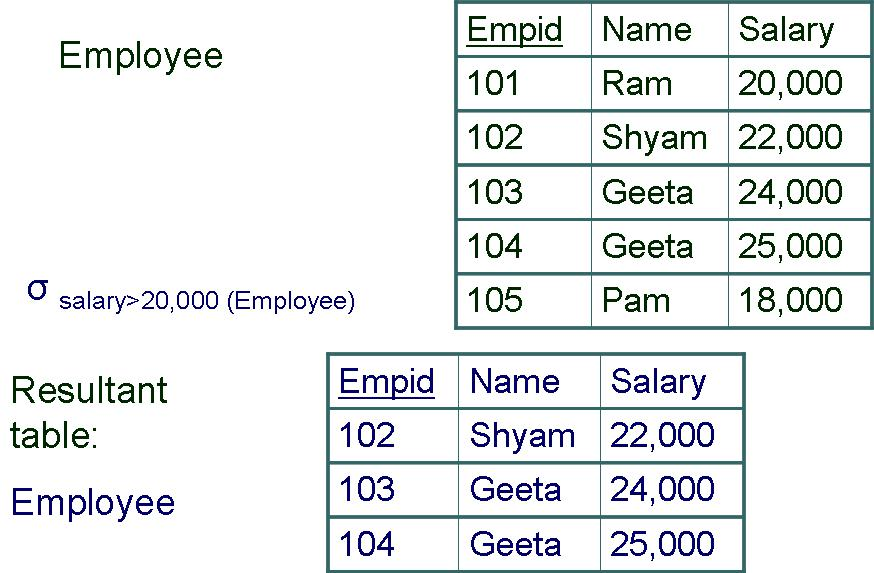 Employee
Empid Name Salary
101 Ram 20,000
102 Shyam 22,000
103 Geeta 24,000
104 Geeta 25,000
105 Pam 18,000
σ salary>20,000 (Employee)
Resultant
table:
Employee
Empid Name Salary
102 Shyam 22,000
103 Geeta 24,000
104 Geeta 25,000